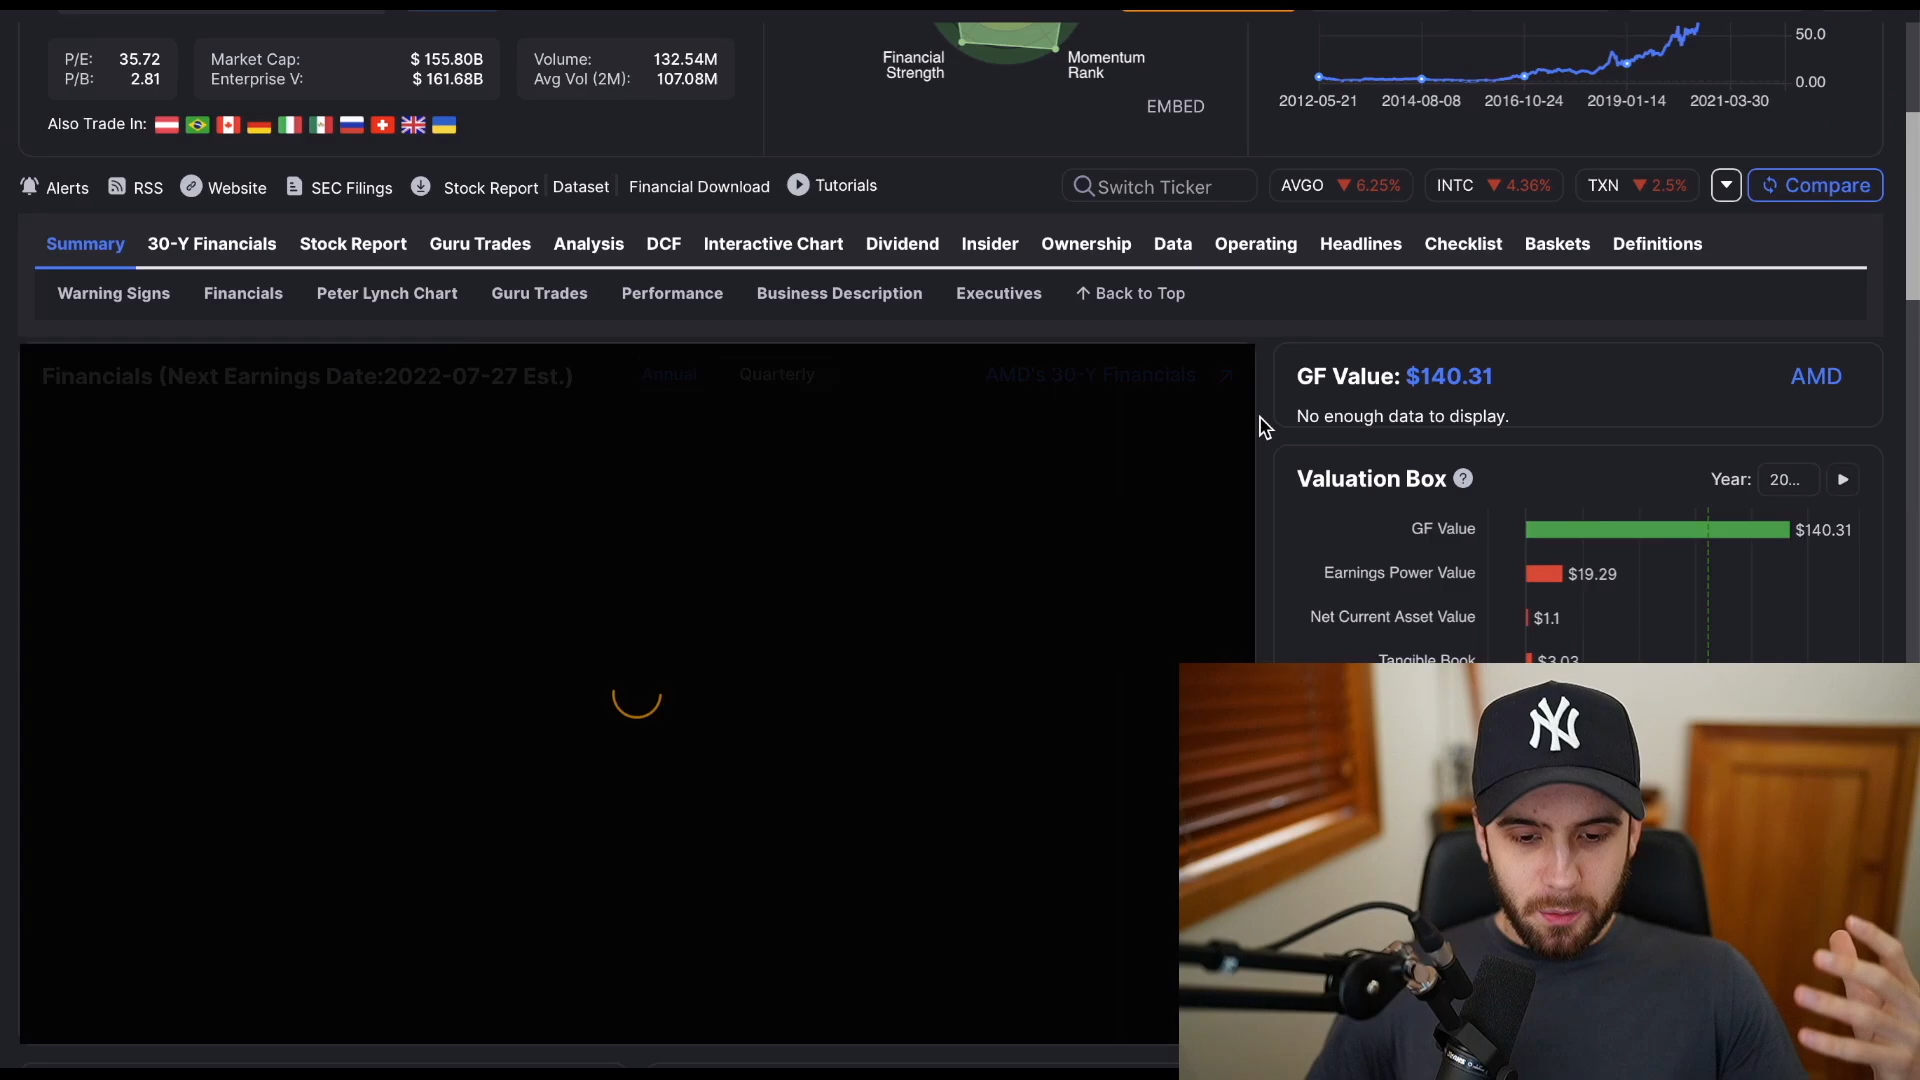 P/E: 35.72
P/B: 2.81
Market Cap: $ 155.80B
Enterprise V: $ 161.68B
Volume: 132.54M
Avg Vol (2M): 107.08M
Also Trade In:
Financial
Strength
Momentum
Rank
EMBED
50.0
0.00
2012-05-21 2014-08-08 2016-10-24 2019-01-14 2021-03-30
Alerts RSS Website SEC Filings Stock Report Dataset Financial Download Tutorials
Switch Ticker AVGO ▼ 6.25% INTC ▼ 4.36% TXN ▼ 2.5% Compare
Summary 30-Y Financials Stock Report Guru Trades Analysis DCF Interactive Chart Dividend Insider Ownership Data Operating Headlines Checklist Baskets Definitions
Warning Signs Financials Peter Lynch Chart Guru Trades Performance Business Description Executives ↑ Back to Top
Financials (Next Earnings Date:2022-07-27 Est.) Annual Quarterly AMD's 30-Y Financials
GF Value: $140.31 AMD
No enough data to display.
Valuation Box ? Year: 20...
GF Value $140.31
Earnings Power Value $19.29
Net Current Asset Value $1.1
Tangible Book $3.03
NY